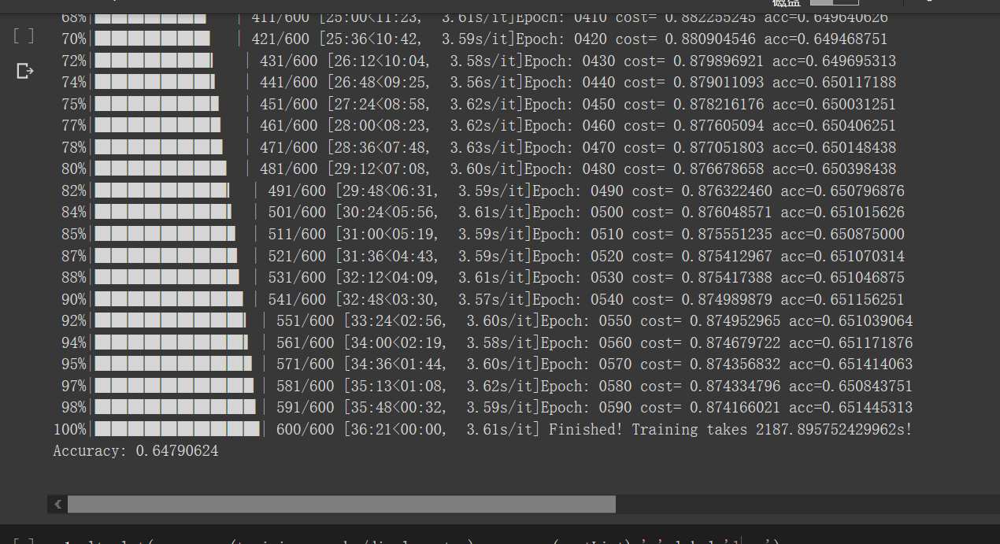 磁盘
68%| | 411/600 [25:00<11:23, 3.61s/it]Epoch: 0410 cost= 0.882255245 acc=0.649640626
[ ] 70%| | 421/600 [25:36<10:42, 3.59s/it]Epoch: 0420 cost= 0.880904546 acc=0.649468751
72%| | 431/600 [26:12<10:04, 3.58s/it]Epoch: 0430 cost= 0.879896921 acc=0.649695313
74%| | 441/600 [26:48<09:25, 3.56s/it]Epoch: 0440 cost= 0.879011093 acc=0.650117188
75%| | 451/600 [27:24<08:58, 3.62s/it]Epoch: 0450 cost= 0.878216176 acc=0.650031251
77%| | 461/600 [28:00<08:23, 3.62s/it]Epoch: 0460 cost= 0.877605094 acc=0.650406251
78%| | 471/600 [28:36<07:48, 3.63s/it]Epoch: 0470 cost= 0.877051803 acc=0.650148438
80%| | 481/600 [29:12<07:08, 3.60s/it]Epoch: 0480 cost= 0.876678658 acc=0.650398438
82%| | 491/600 [29:48<06:31, 3.59s/it]Epoch: 0490 cost= 0.876322460 acc=0.650796876
84%| | 501/600 [30:24<05:56, 3.61s/it]Epoch: 0500 cost= 0.876048571 acc=0.651015626
85%| | 511/600 [31:00<05:19, 3.59s/it]Epoch: 0510 cost= 0.875551235 acc=0.650875000
87%| | 521/600 [31:36<04:43, 3.59s/it]Epoch: 0520 cost= 0.875412967 acc=0.651070314
88%| | 531/600 [32:12<04:09, 3.61s/it]Epoch: 0530 cost= 0.875417388 acc=0.651046875
90%| | 541/600 [32:48<03:30, 3.57s/it]Epoch: 0540 cost= 0.874989879 acc=0.651156251
92%| | 551/600 [33:24<02:56, 3.60s/it]Epoch: 0550 cost= 0.874952965 acc=0.651039064
94%| | 561/600 [34:00<02:19, 3.58s/it]Epoch: 0560 cost= 0.874679722 acc=0.651171876
95%| | 571/600 [34:36<01:44, 3.60s/it]Epoch: 0570 cost= 0.874356832 acc=0.651414063
97%| | 581/600 [35:13<01:08, 3.62s/it]Epoch: 0580 cost= 0.874334796 acc=0.650843751
98%| | 591/600 [35:48<00:32, 3.59s/it]Epoch: 0590 cost= 0.874166021 acc=0.651445313
100%| | 600/600 [36:21<00:00, 3.61s/it] Finished! Training takes 2187.895752429962s!
Accuracy: 0.64790624